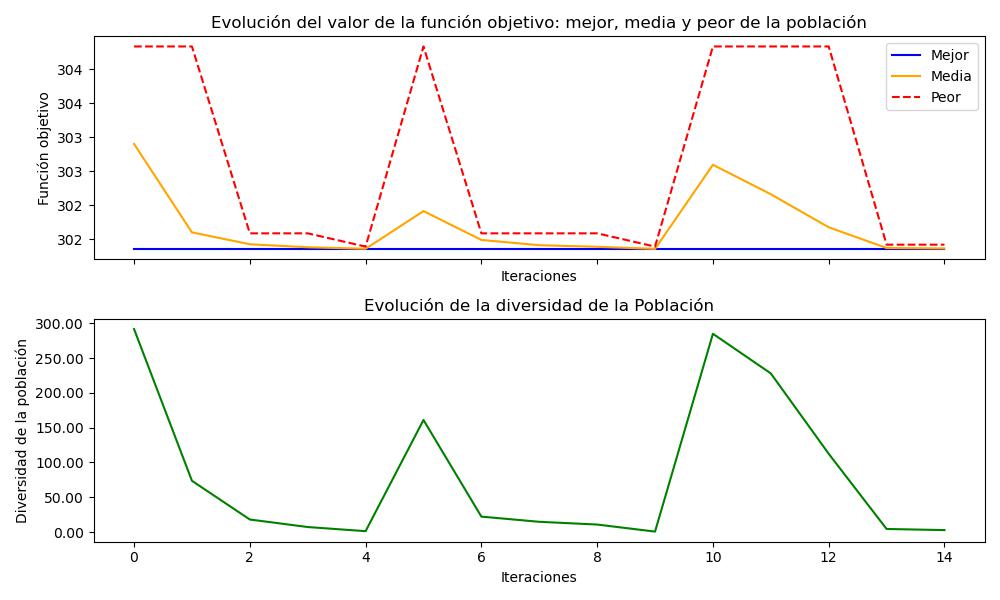 Evolución del valor de la función objetivo: mejor, media y peor de la población
Función objetivo
304
304
303
303
302
302
Mejor
Media
Peor
Iteraciones
Evolución de la diversidad de la Población
Diversidad de la población
300.00
250.00
200.00
150.00
100.00
50.00
0.00
0 2 4 6 8 10 12 14
Iteraciones